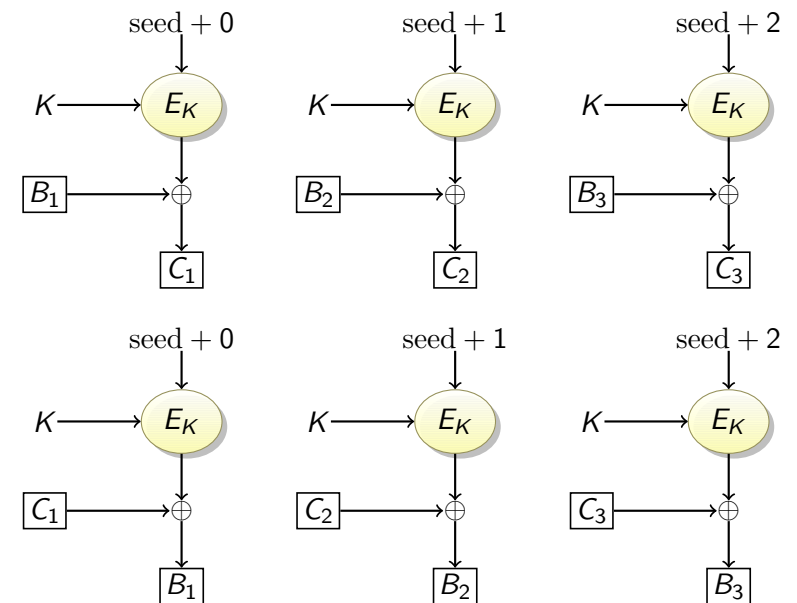 seed + 0 seed + 1 seed + 2
K E_K K E_K K E_K
B_1 B_2 B_3
C_1 C_2 C_3
seed + 0 seed + 1 seed + 2
K E_K K E_K K E_K
C_1 C_2 C_3
B_1 B_2 B_3